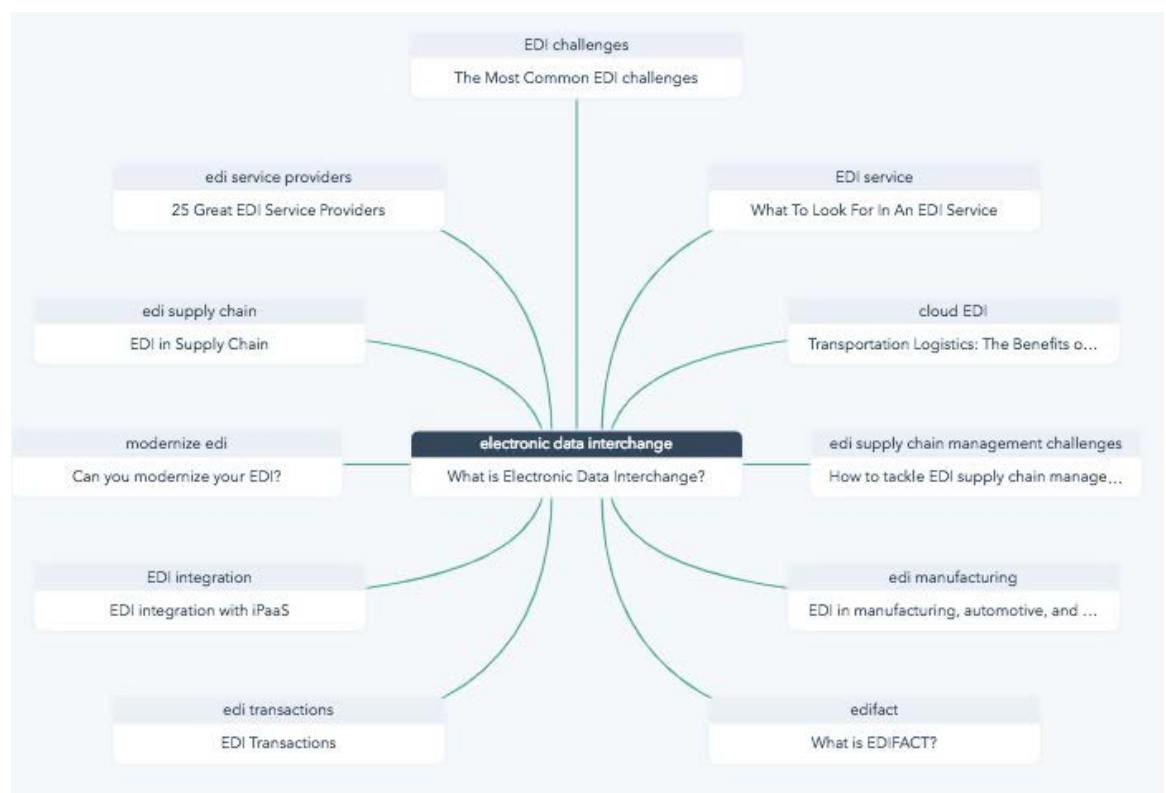 EDI challenges
The Most Common EDI challenges
edi service providers
25 Great EDI Service Providers
EDI service
What To Look For In An EDI Service
edi supply chain
EDI in Supply Chain
cloud EDI
Transportation Logistics: The Benefits o...
modernize edi
Can you modernize your EDI?
electronic data interchange
What is Electronic Data Interchange?
edi supply chain management challenges
How to tackle EDI supply chain manage...
EDI integration
EDI integration with iPaaS
edi manufacturing
EDI in manufacturing, automotive, and ...
edi transactions
EDI Transactions
edifact
What is EDIFACT?